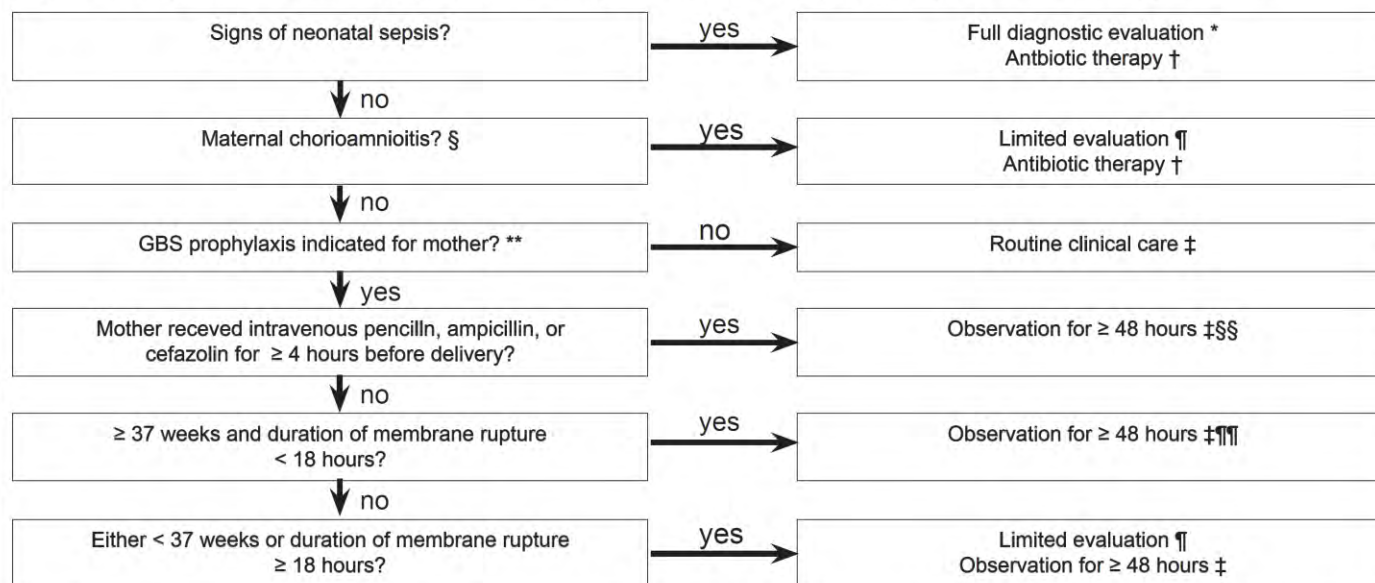 Signs of neonatal sepsis?
yes
Full diagnostic evaluation *
Antbiotic therapy †
no
Maternal chorioamnioitis? §
yes
Limited evaluation ¶
Antibiotic therapy †
no
GBS prophylaxis indicated for mother? **
no
Routine clinical care ‡
yes
Mother receved intravenous pencilln, ampicillin, or
cefazolin for ≥ 4 hours before delivery?
yes
Observation for ≥ 48 hours ‡§§
no
≥ 37 weeks and duration of membrane rupture
< 18 hours?
yes
Observation for ≥ 48 hours ‡¶¶
no
Either < 37 weeks or duration of membrane rupture
≥ 18 hours?
yes
Limited evaluation ¶
Observation for ≥ 48 hours ‡